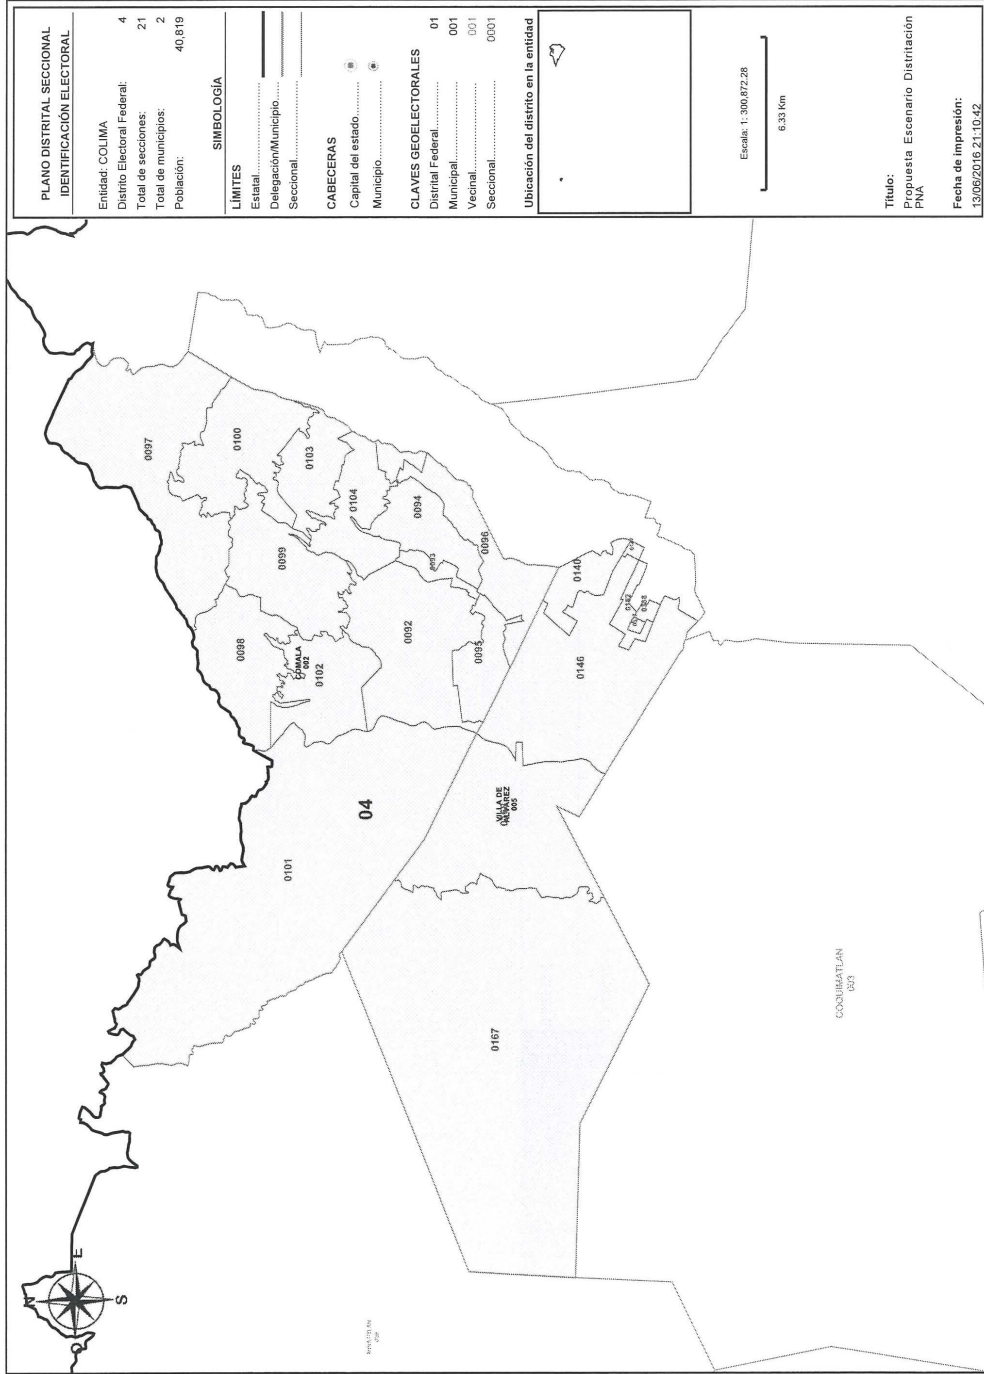 PLANO DISTRITAL SECCIONAL
IDENTIFICACIÓN ELECTORAL
Entidad: COLIMA
Distrito Electoral Federal: 4
Total de secciones: 21
Total de municipios: 2
Población: 40,819
SIMBOLOGÍA
LÍMITES
Estatal
Delegación/Municipio
Seccional
CABECERAS
Capital del estado
Municipio
CLAVES GEOELECTORALES
Distrital Federal 01
Municipal 001
Vecinal 001
Seccional 0001
Ubicación del distrito en la entidad
Escala: 1: 300,872.28
6.33 Km
Título:
Propuesta Escenario Distritación
PNA
Fecha de impresión:
13/06/2016 21:10:42
N
E
S
O
0097
0100
0103
0104
0094
0096
0093
0099
0098
COMALA
002
0102
0092
0095
0101
04
0140
0146
0182
VILLA DE
ALVAREZ
005
0167
COQUIMATLAN
003